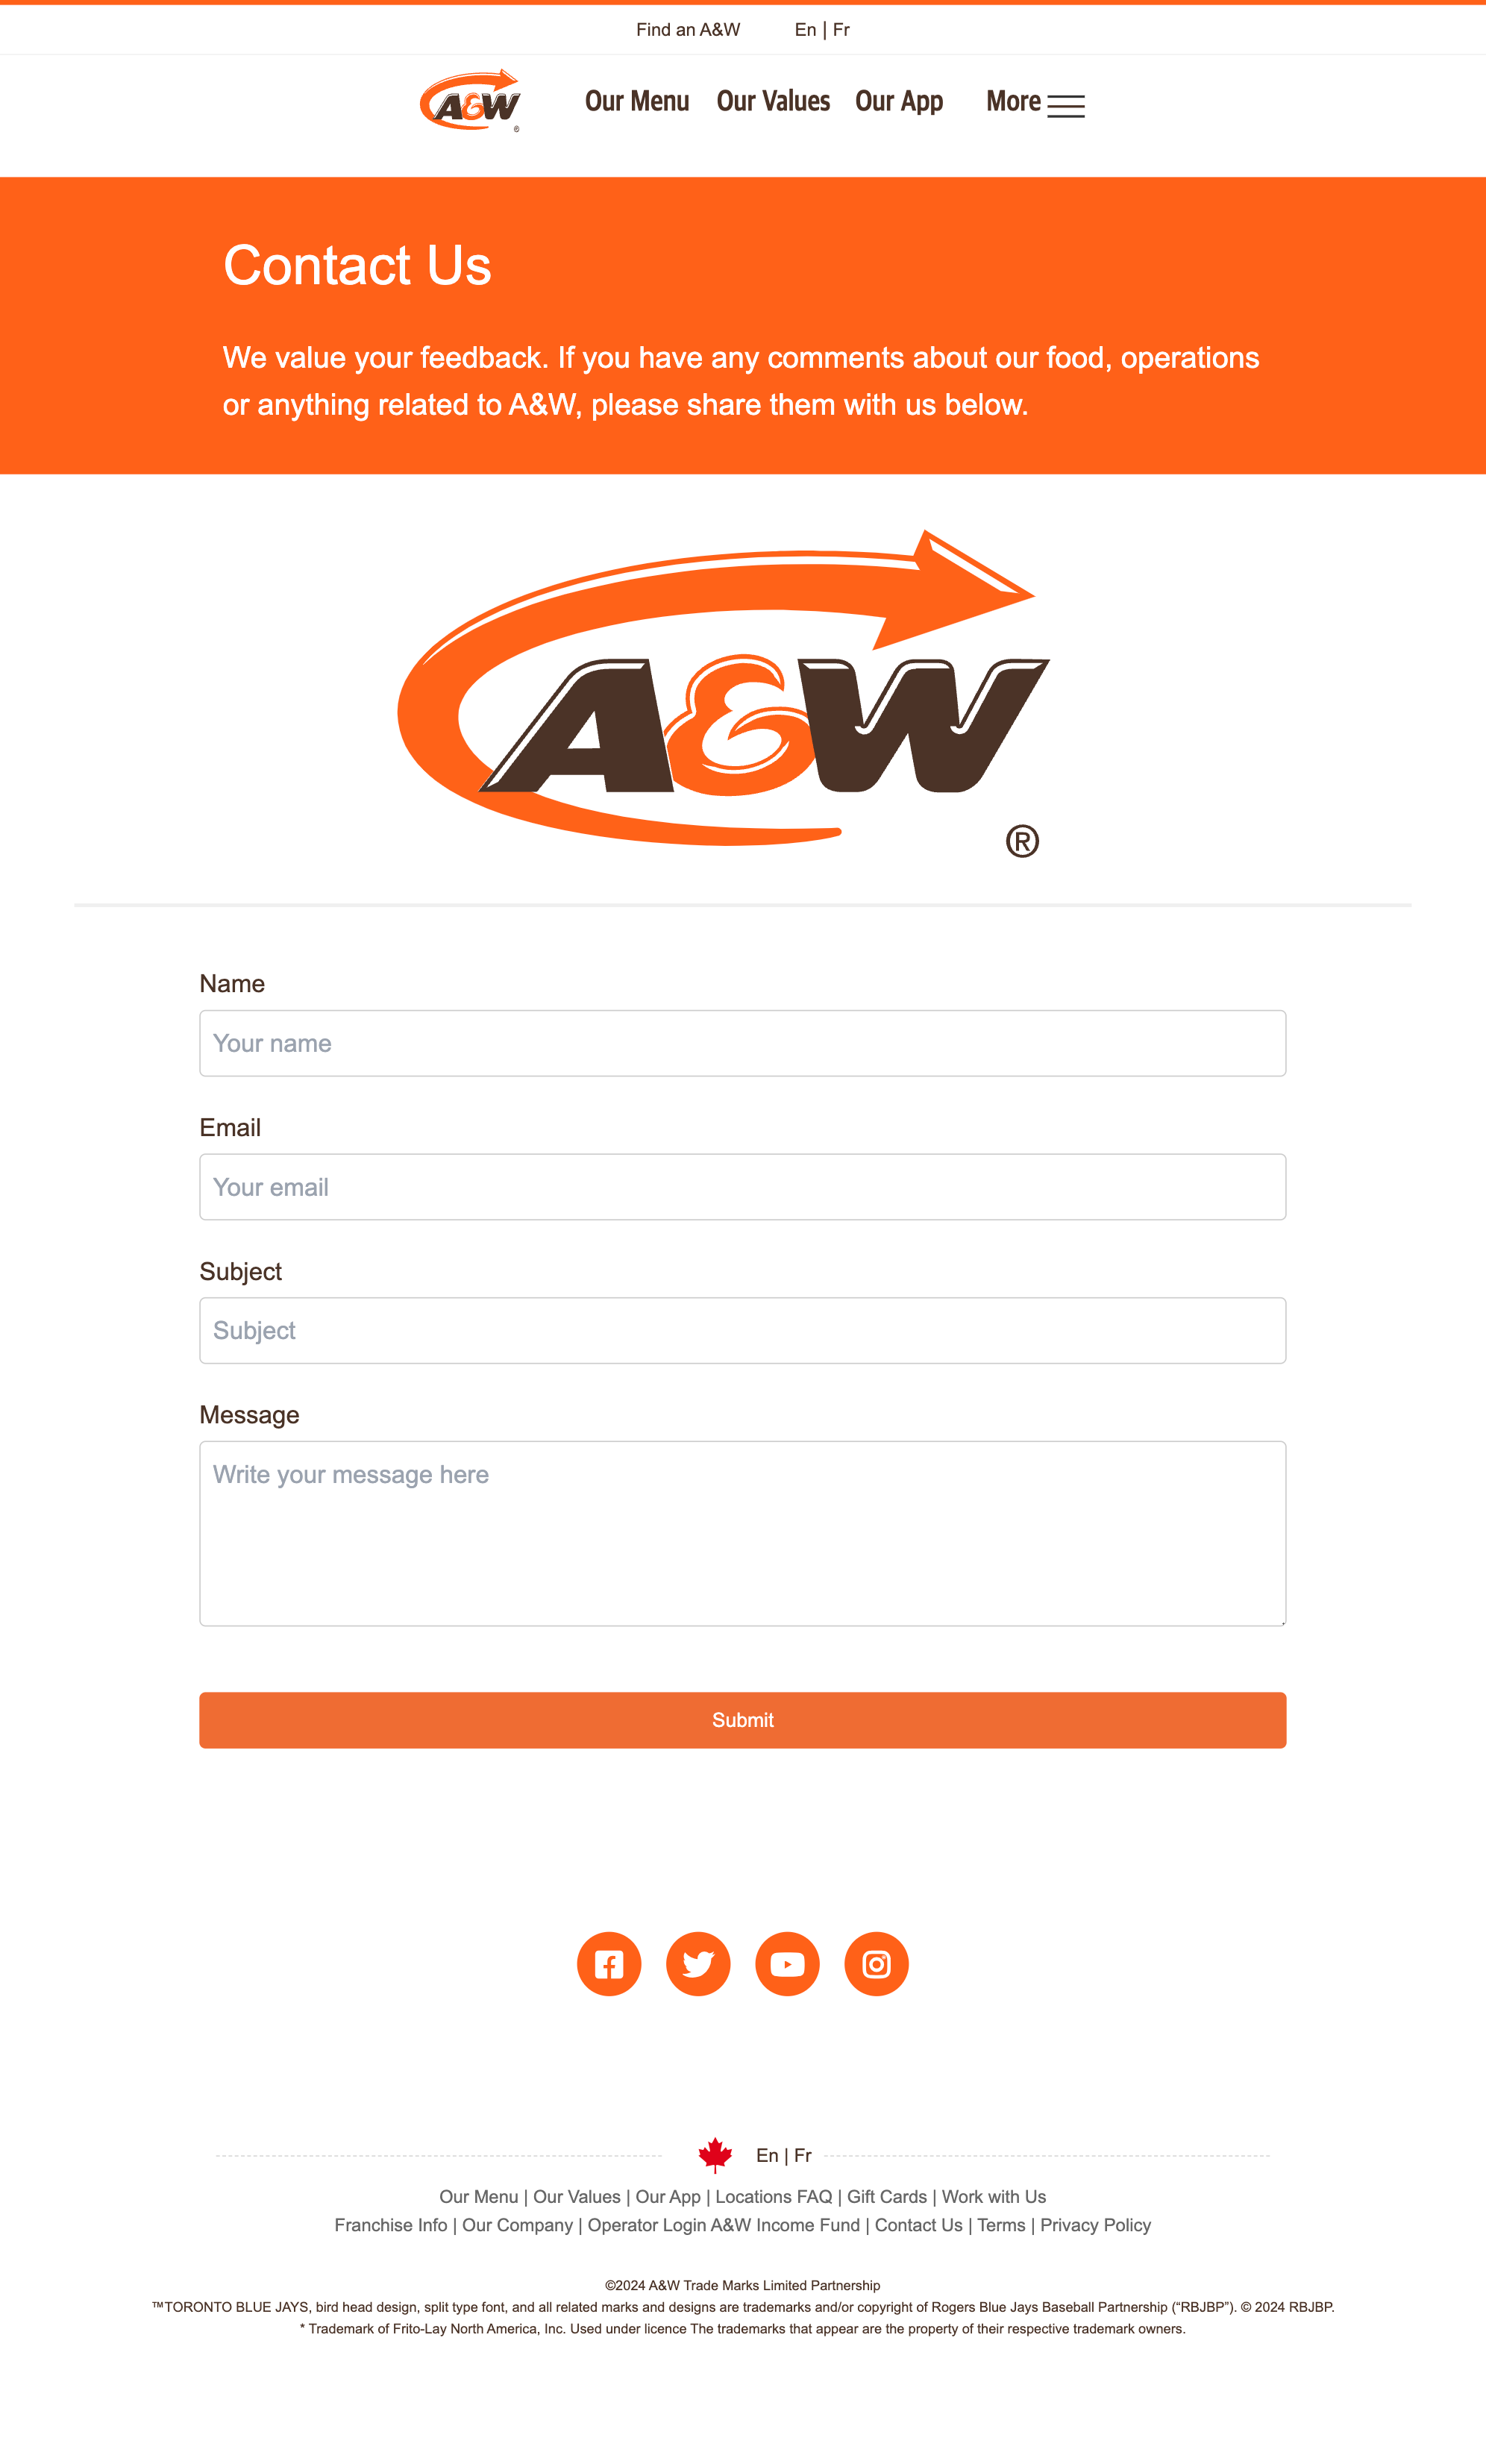 Find an A&W En | Fr
A&W ® Our Menu Our Values Our App More
Contact Us
We value your feedback. If you have any comments about our food, operations
or anything related to A&W, please share them with us below.
A&W
®
Name
Your name
Email
Your email
Subject
Subject
Message
Write your message here
Submit
En | Fr
Our Menu | Our Values | Our App | Locations FAQ | Gift Cards | Work with Us
Franchise Info | Our Company | Operator Login A&W Income Fund | Contact Us | Terms | Privacy Policy
©2024 A&W Trade Marks Limited Partnership
™TORONTO BLUE JAYS, bird head design, split type font, and all related marks and designs are trademarks and/or copyright of Rogers Blue Jays Baseball Partnership (“RBJBP”). © 2024 RBJBP.
* Trademark of Frito-Lay North America, Inc. Used under licence The trademarks that appear are the property of their respective trademark owners.